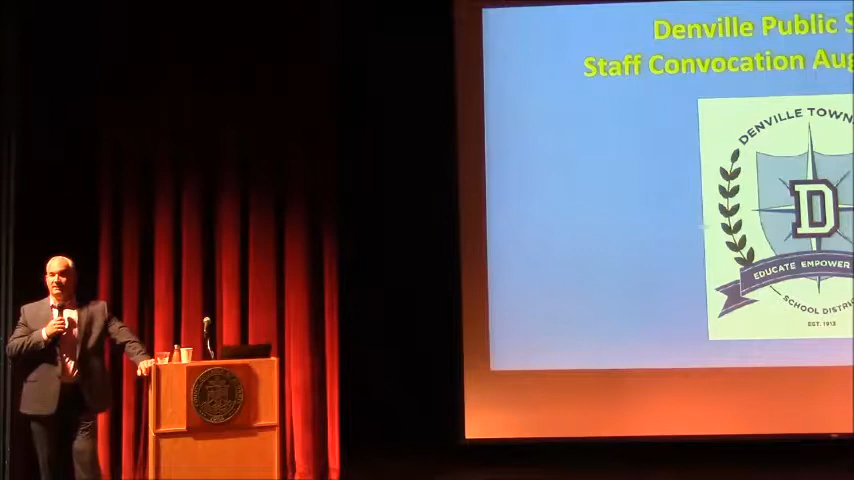 Denville Public S
Staff Convocation Aug
DENVILLE TOWN
D
EDUCATE EMPOWER
SCHOOL DISTRI
EST. 1913